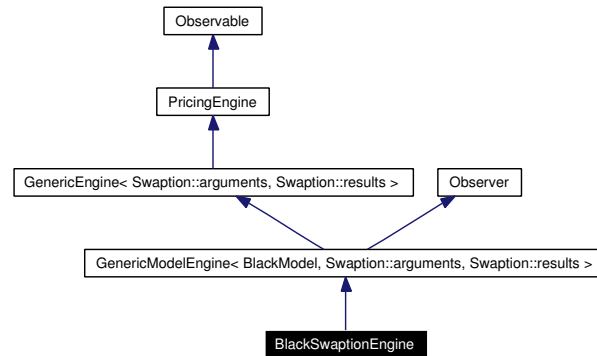 Observable
PricingEngine
GenericEngine< Swaption::arguments, Swaption::results >
Observer
GenericModelEngine< BlackModel, Swaption::arguments, Swaption::results >
BlackSwaptionEngine